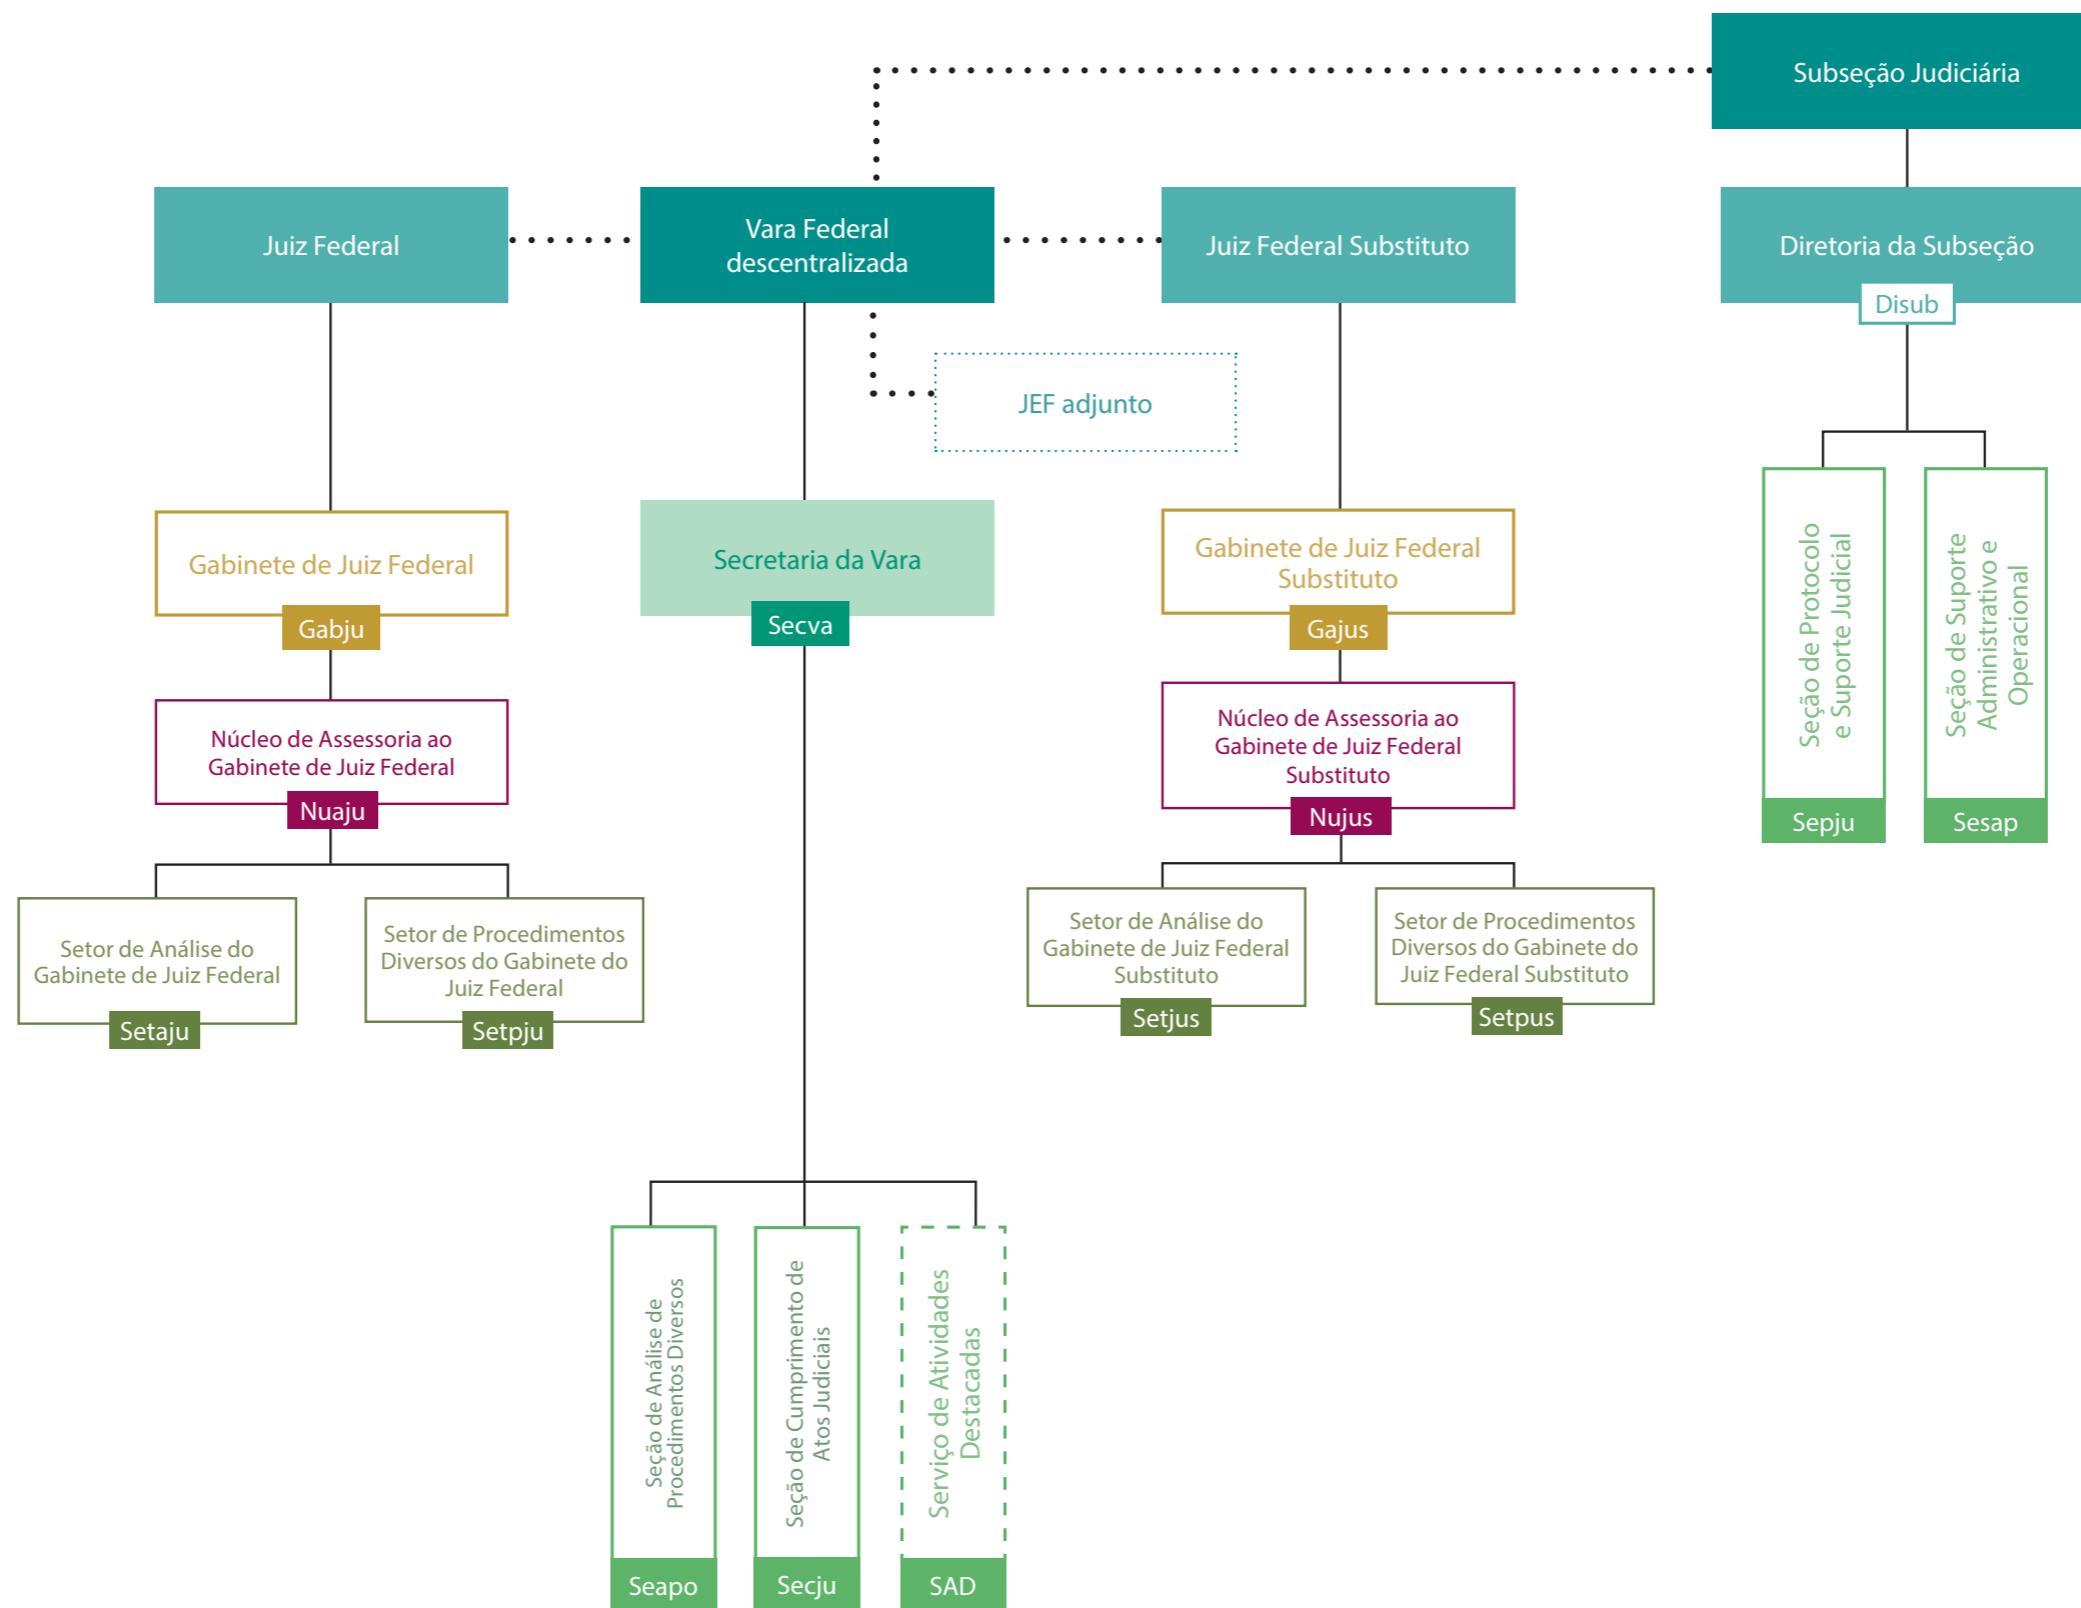 Subseção Judiciária
Juiz Federal
Vara Federal
descentralizada
Juiz Federal Substituto
Diretoria da Subseção
Disub
JEF adjunto
Gabinete de Juiz Federal
Gabju
Secretaria da Vara
Secva
Gabinete de Juiz Federal
Substituto
Gajus
Seção de Protocolo
e Suporte Judicial
Sepju
Seção de Suporte
Administrativo e
Operacional
Sesap
Núcleo de Assessoria ao
Gabinete de Juiz Federal
Nuaju
Núcleo de Assessoria ao
Gabinete de Juiz Federal
Substituto
Nujus
Setor de Análise do
Gabinete de Juiz Federal
Setaju
Setor de Procedimentos
Diversos do Gabinete do
Juiz Federal
Setpju
Setor de Análise do
Gabinete de Juiz Federal
Substituto
Setjus
Setor de Procedimentos
Diversos do Gabinete do
Juiz Federal Substituto
Setpus
Seção de Análise de
Procedimentos Diversos
Seapo
Seção de Cumprimento de
Atos Judiciais
Secju
Serviço de Atividades
Destacadas
SAD